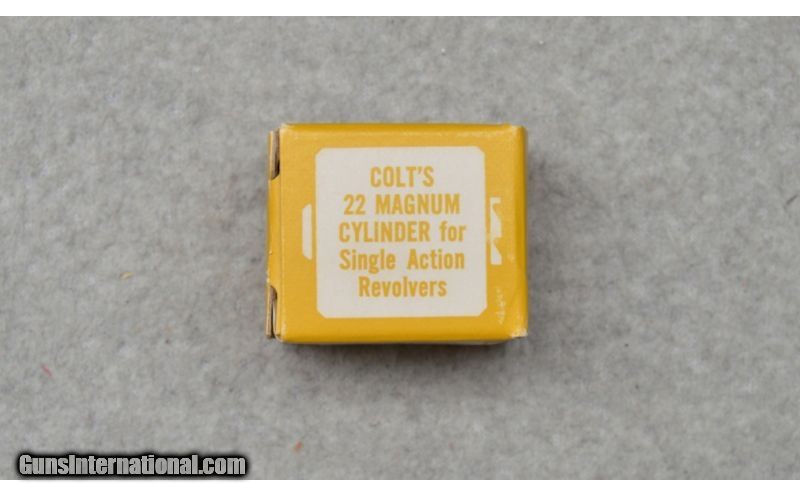 COLT'S
22 MAGNUM
CYLINDER for
Single Action
Revolvers
GunsInternational.com